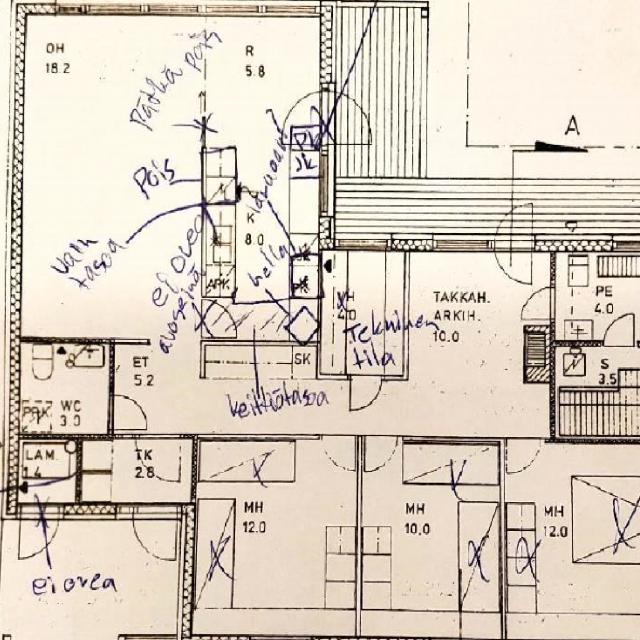 OH
18.2
R
5.8
Pätkä pois
Pois
A
K
8.0
Vain
tasoa
ei ovea
avoseinä
hella
APK
PK
JK
VH
4.0
Tekninen
tila
TAKKAH.
ARKIH.
10.0
PE
4.0
S
3.5
ET
5.2
SK
keittiötasoa
PRK
WC
3.0
LAM.
1.4
TK
2.8
MH
12.0
MH
10.0
MH
12.0
ei ovea